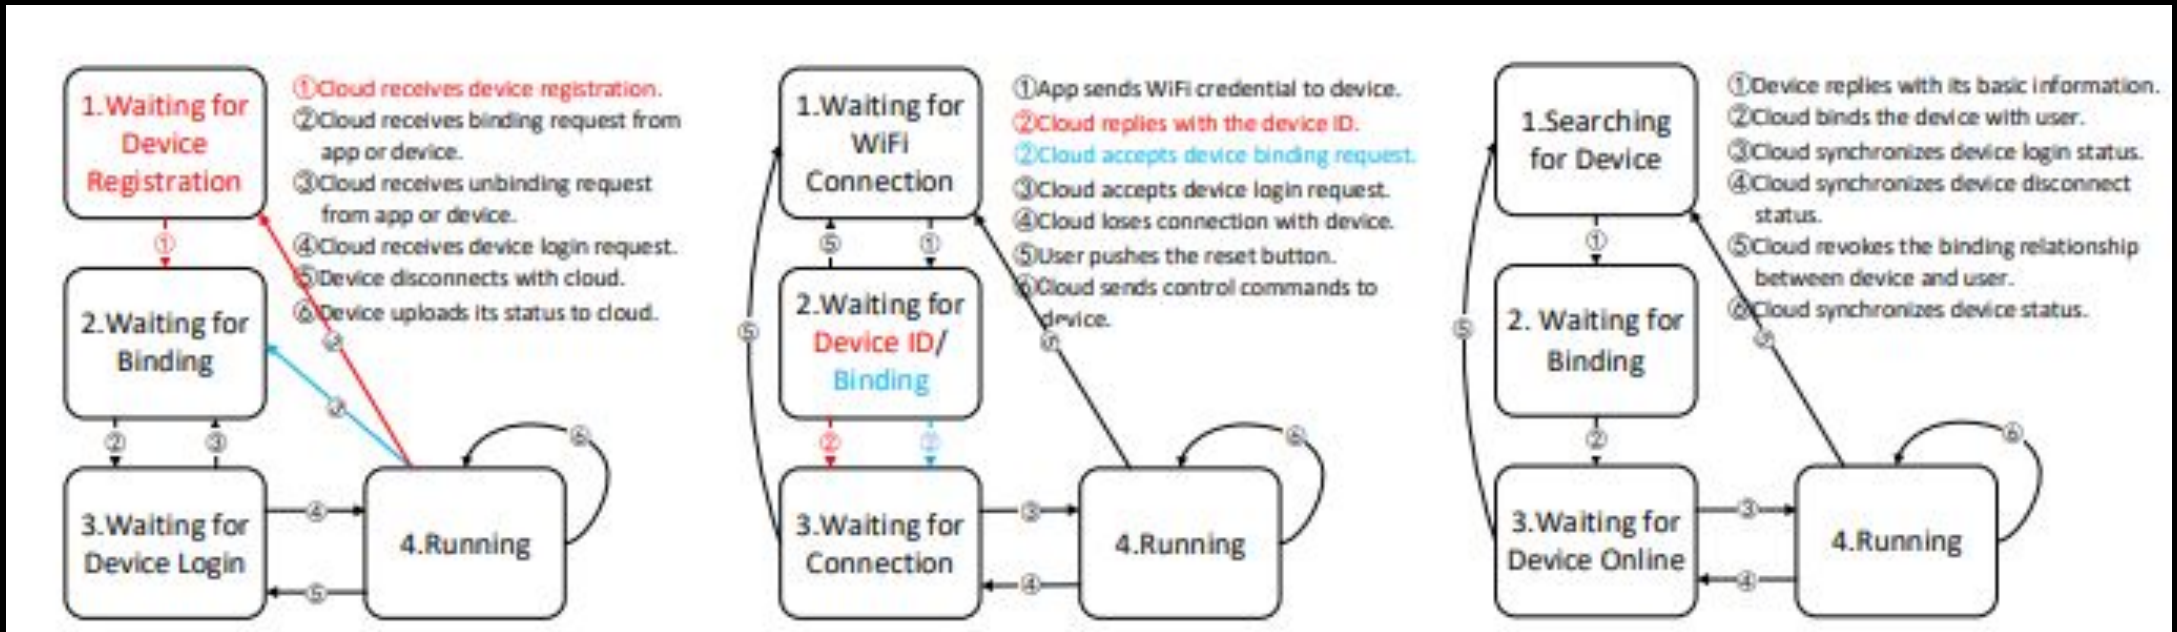 1.Waiting for
Device
Registration
①
2.Waiting for
Binding
②
③
3.Waiting for
Device Login
④
⑤
4.Running
⑥
③
③
①Cloud receives device registration.
②Cloud receives binding request from
app or device.
③Cloud receives unbinding request
from app or device.
④Cloud receives device login request.
⑤Device disconnects with cloud.
⑥Device uploads its status to cloud.
1.Waiting for
WiFi
Connection
⑤
①
2.Waiting for
Device ID/
Binding
⑤
②
②
3.Waiting for
Connection
③
④
4.Running
⑥
⑤
①App sends WiFi credential to device.
②Cloud replies with the device ID.
②Cloud accepts device binding request.
③Cloud accepts device login request.
④Cloud loses connection with device.
⑤User pushes the reset button.
⑥Cloud sends control commands to
device.
1.Searching
for Device
①
2. Waiting for
Binding
⑤
②
3.Waiting for
Device Online
③
④
4.Running
⑥
⑤
①Device replies with its basic information.
②Cloud binds the device with user.
③Cloud synchronizes device login status.
④Cloud synchronizes device disconnect
status.
⑤Cloud revokes the binding relationship
between device and user.
⑥Cloud synchronizes device status.